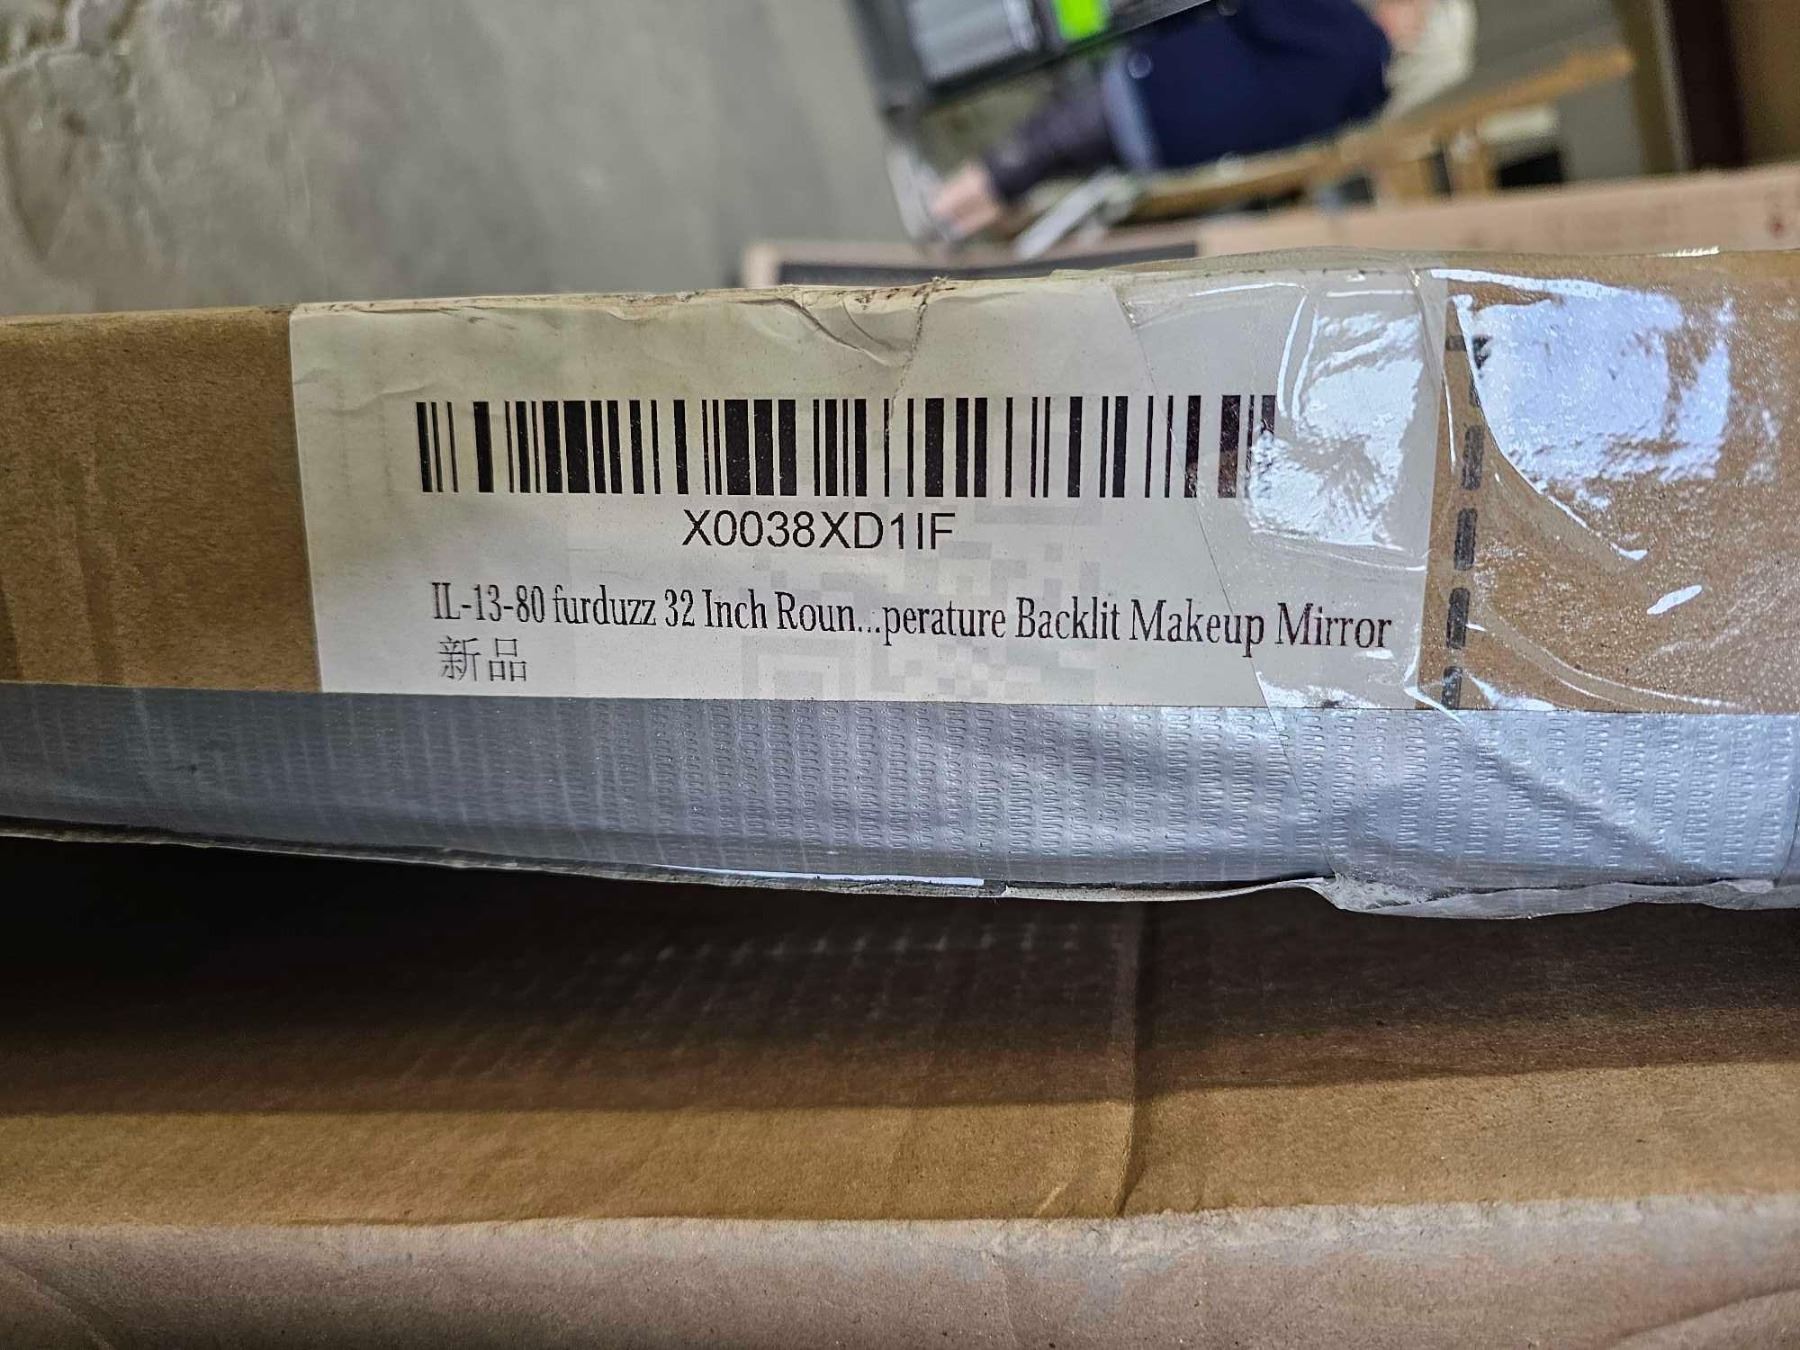 X0038XD1IF
IL-13-80 furduzz 32 Inch Roun...perature Backlit Makeup Mirror
新品